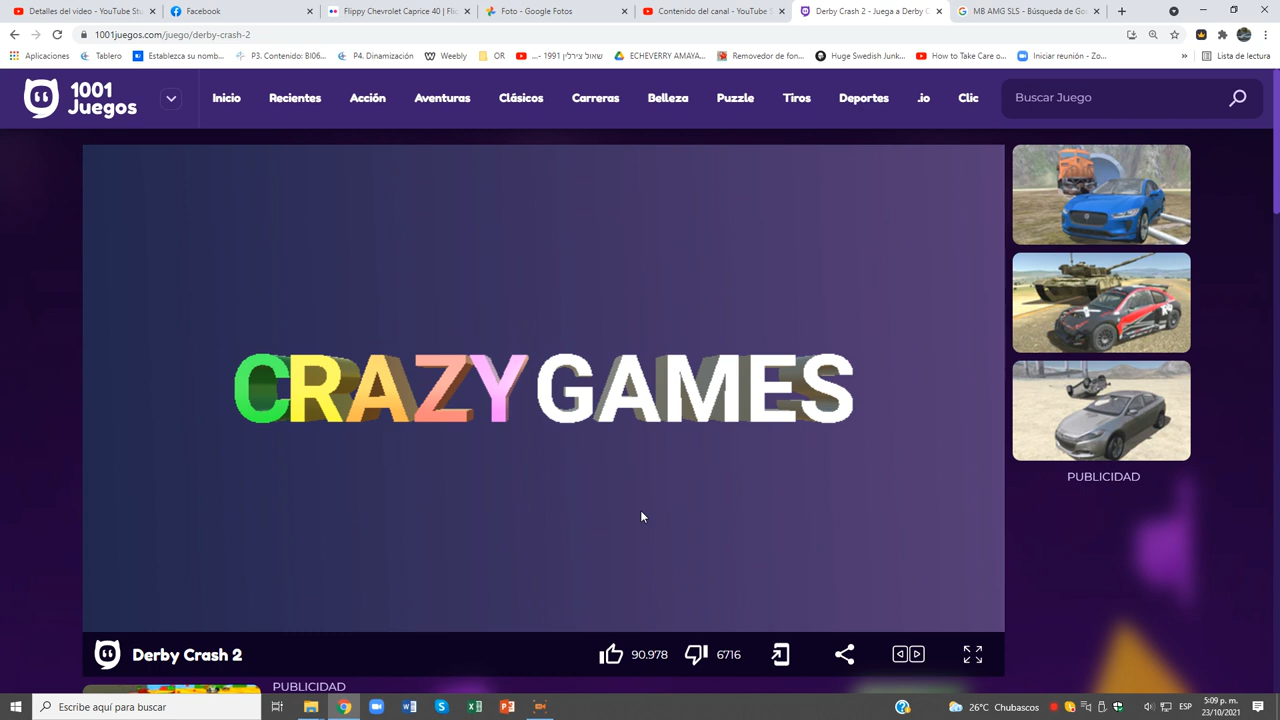 Detalles del video - YouTube Stu
Facebook
Flippy Chevrolet Caprice 40 | Flic
Foto - Google Fotos
Contenido del canal - YouTube S
Derby Crash 2 - Juega a Derby C
MB AMG SLS - Búsqueda de Go
1001juegos.com/juego/derby-crash-2
Aplicaciones
Tablero
Establezca su nomb...
P3. Contenido: BI06...
P4. Dinamización
Weebly
OR
שאול צירלין 1991 -...
ECHEVERRY AMAYA...
Removedor de fon...
Huge Swedish Junk...
How to Take Care o...
Iniciar reunión - Zo...
»
Lista de lectura
1001
Juegos
Inicio
Recientes
Acción
Aventuras
Clásicos
Carreras
Belleza
Puzzle
Tiros
Deportes
.io
Clic
Buscar Juego
CRAZY GAMES
PUBLICIDAD
Derby Crash 2
90.978
6716
PUBLICIDAD
Escribe aquí para buscar
26°C Chubascos
ESP
5:09 p. m.
23/10/2021